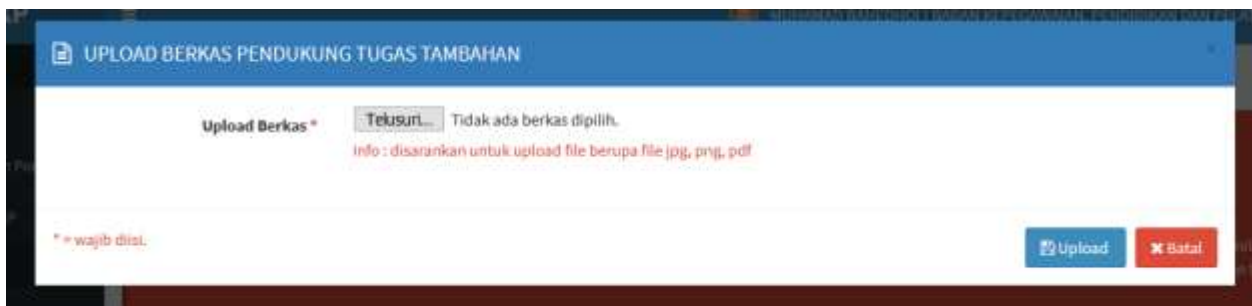 UPLOAD BERKAS PENDUKUNG TUGAS TAMBAHAN
Upload Berkas *
Telusuri... Tidak ada berkas dipilih.
Info : disarankan untuk upload file berupa file jpg, png, pdf
* = wajib diisi.
Upload
Batal